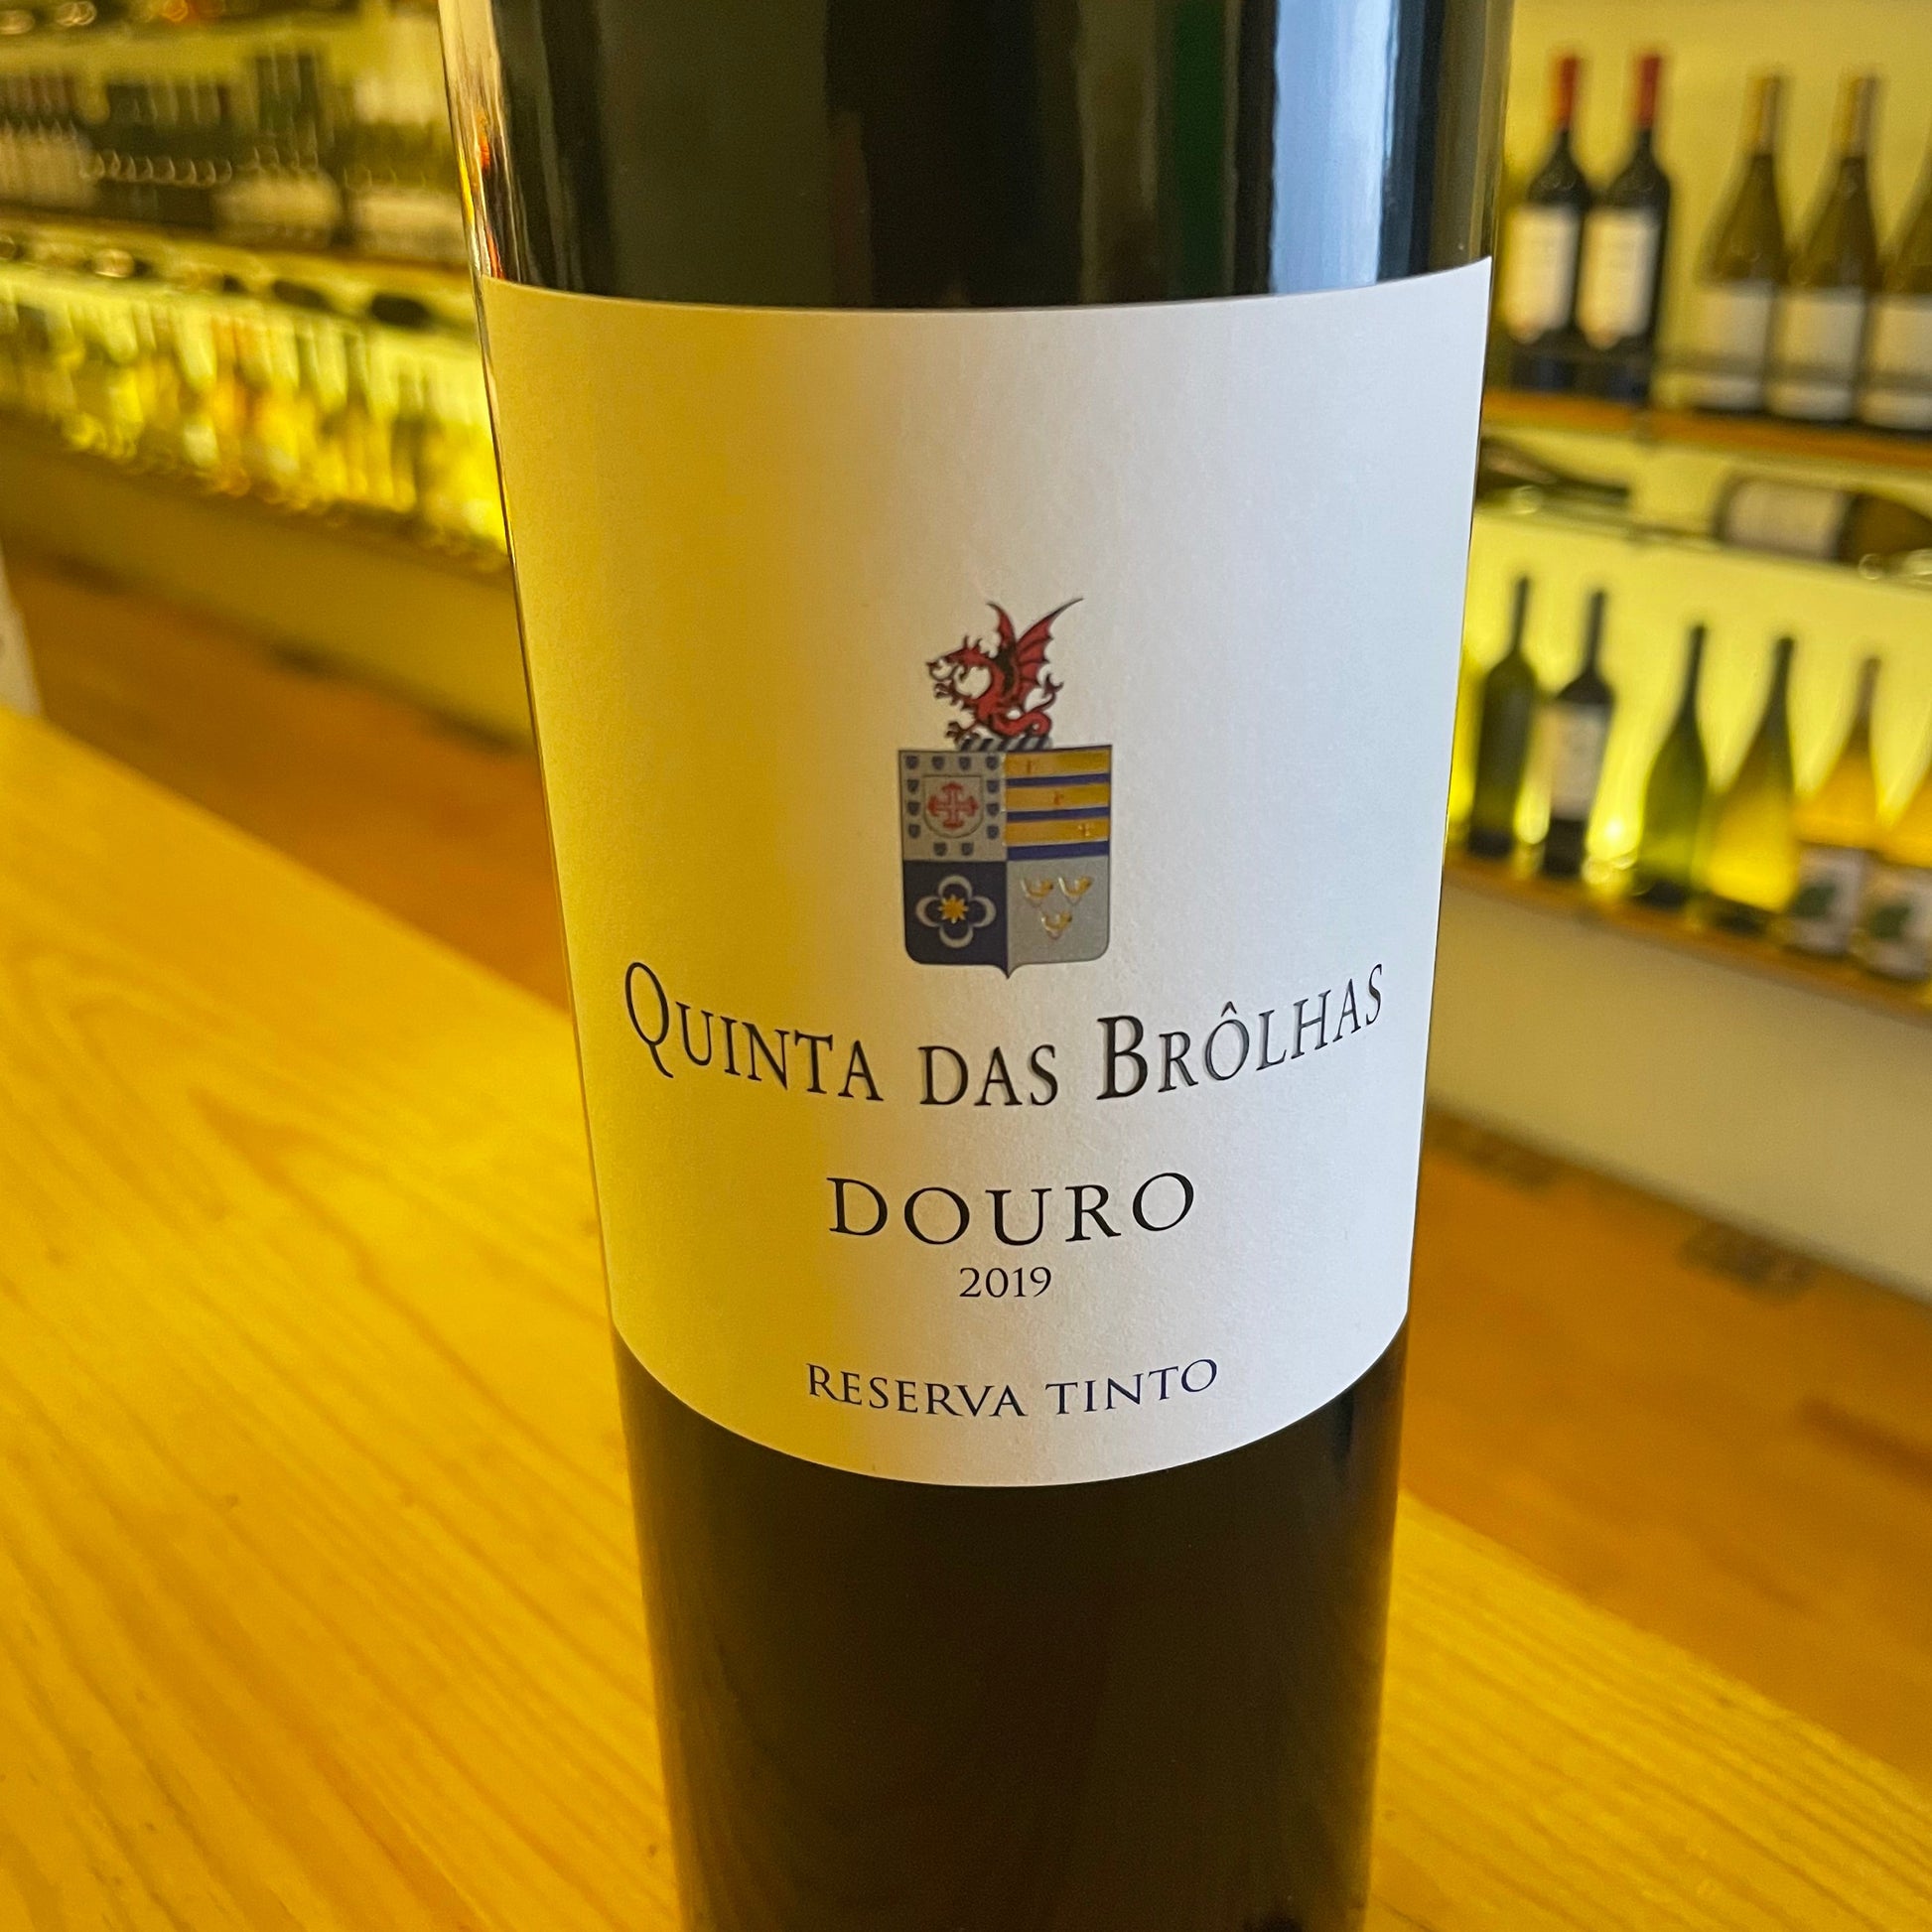 QUINTA DAS BRÔLHAS
DOURO
2019
RESERVA TINTO